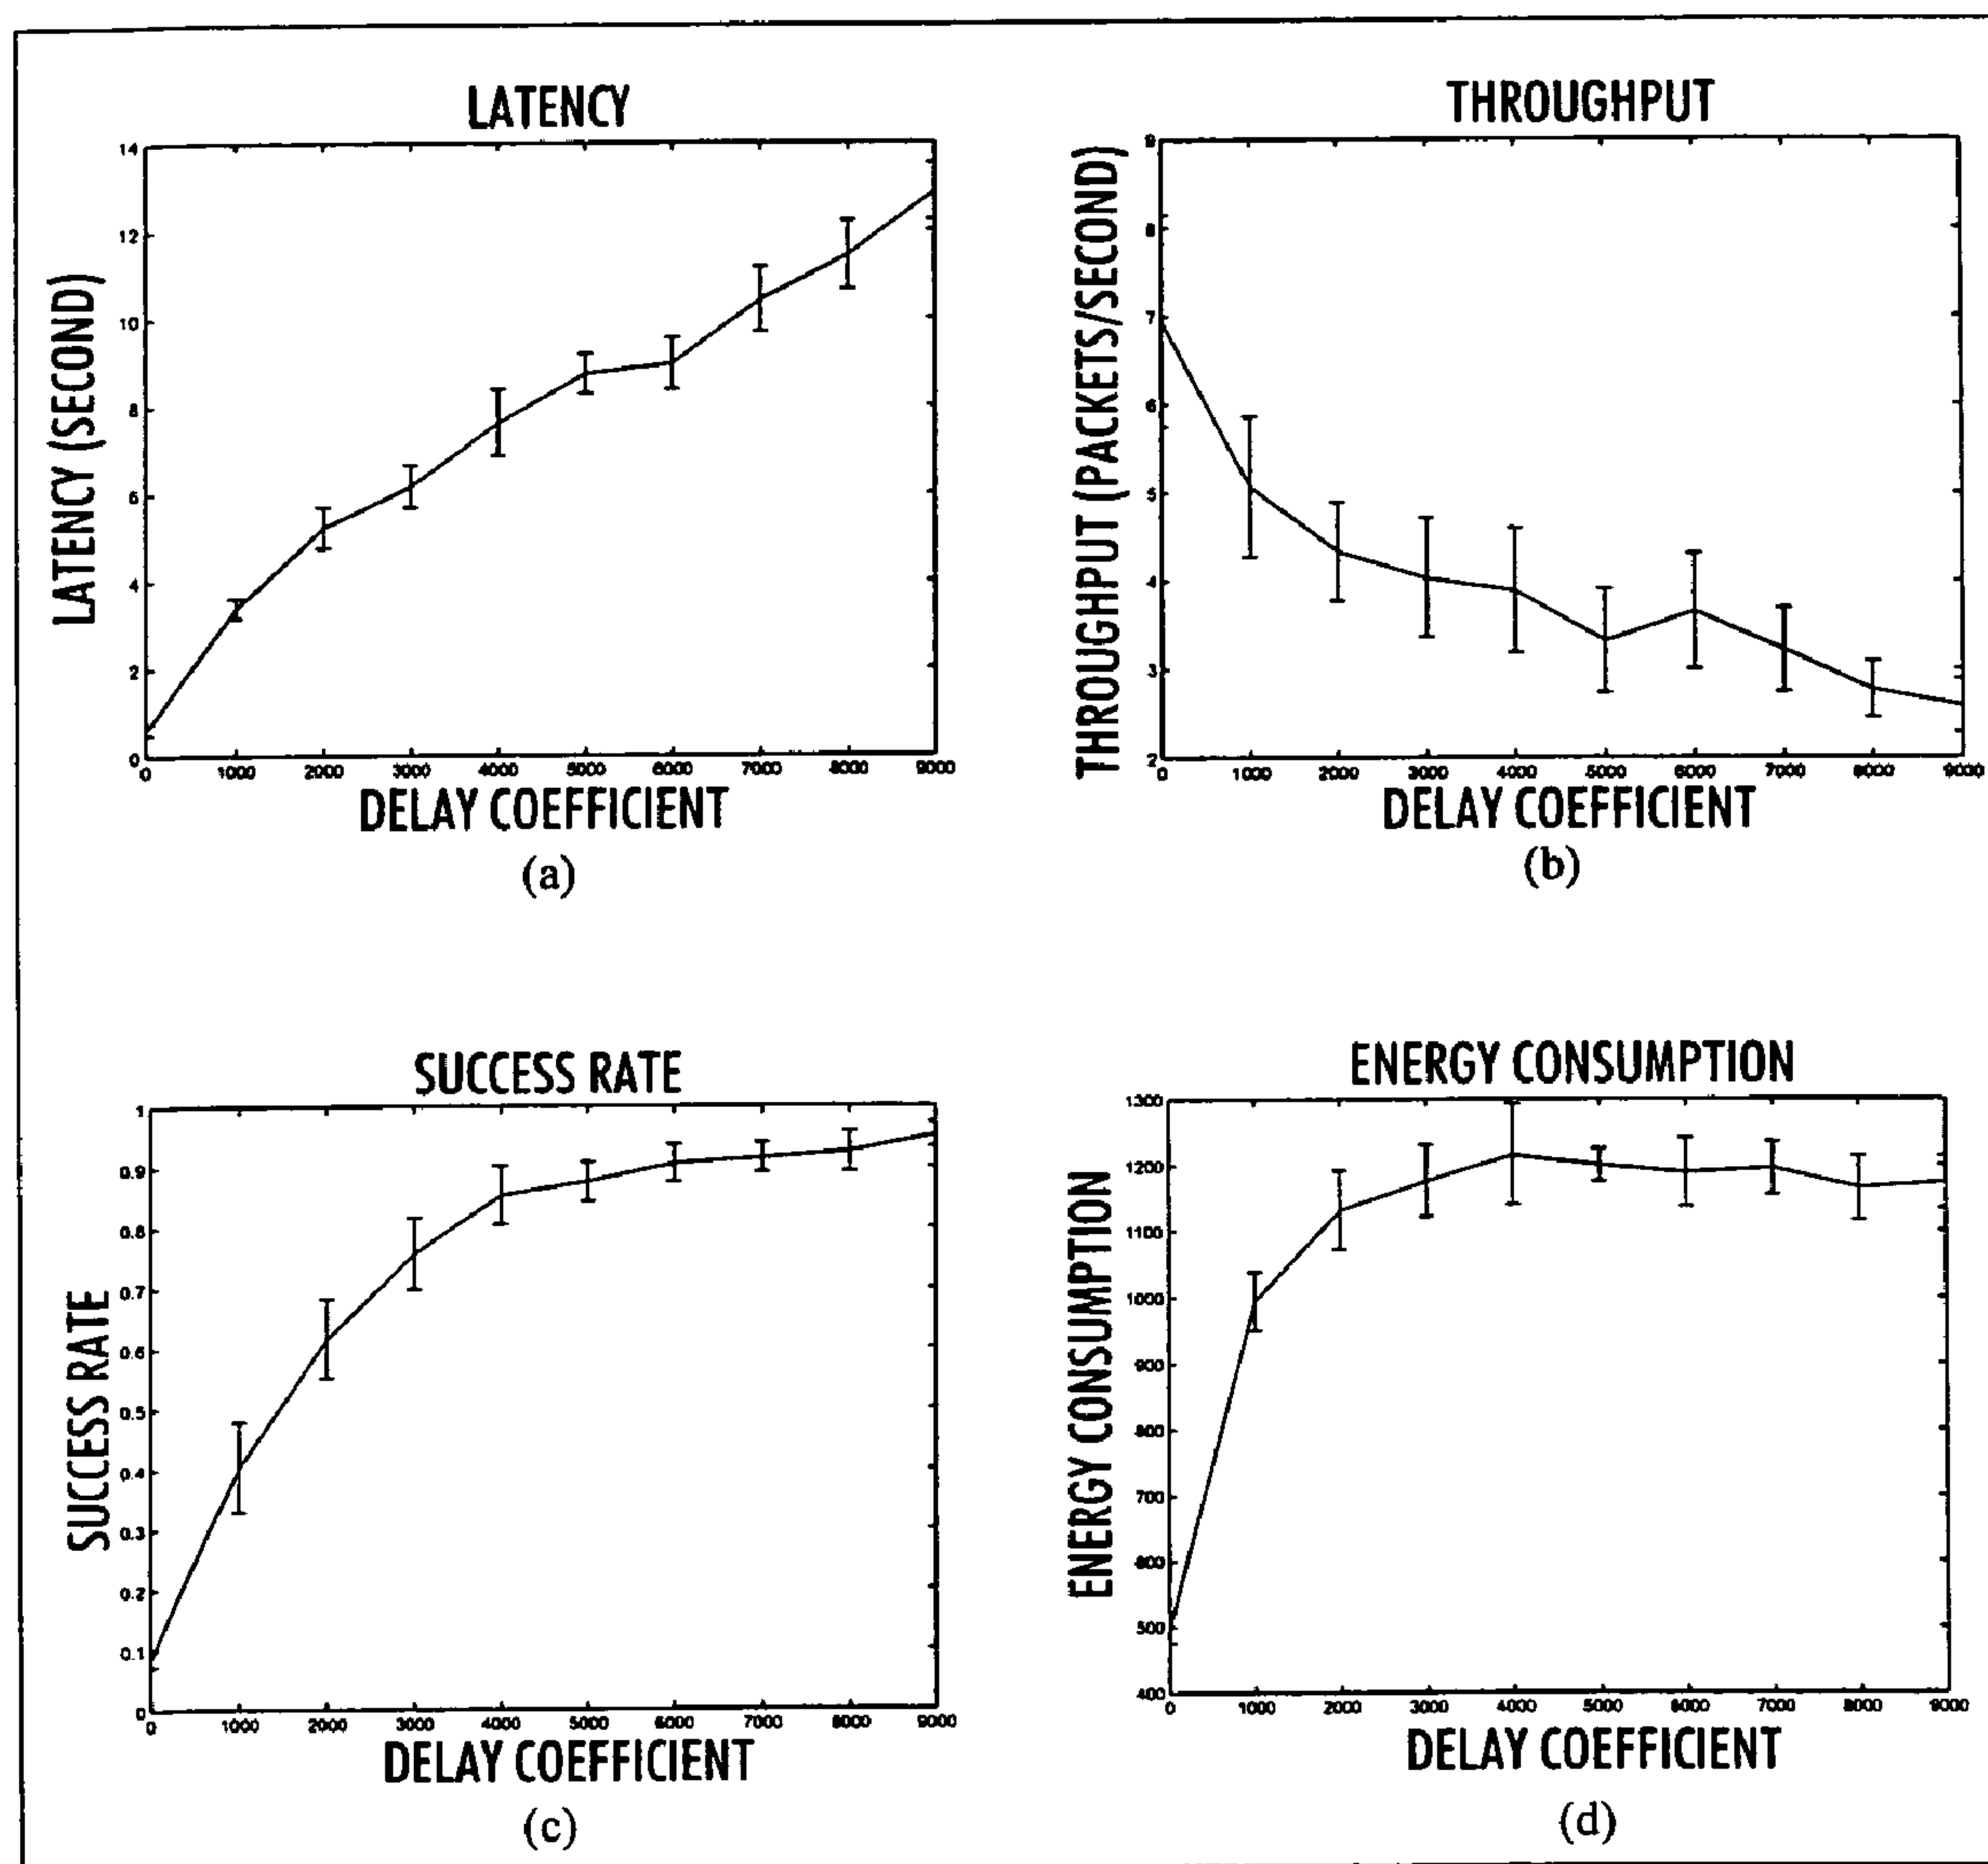 LATENCY
LATENCY (SECOND)
14
12
10
8
6
4
2
0
0 1000 2000 3000 4000 5000 6000 7000 8000 9000
DELAY COEFFICIENT
(a)
THROUGHPUT
THROUGHPUT (PACKETS/SECOND)
9
8
7
6
5
4
3
2
0 1000 2000 3000 4000 5000 6000 7000 8000 9000
DELAY COEFFICIENT
(b)
SUCCESS RATE
SUCCESS RATE
1
0.9
0.8
0.7
0.6
0.5
0.4
0.3
0.2
0.1
0
0 1000 2000 3000 4000 5000 6000 7000 8000 9000
DELAY COEFFICIENT
(c)
ENERGY CONSUMPTION
ENERGY CONSUMPTION
1300
1200
1100
1000
900
800
700
600
500
400
0 1000 2000 3000 4000 5000 6000 7000 8000 9000
DELAY COEFFICIENT
(d)